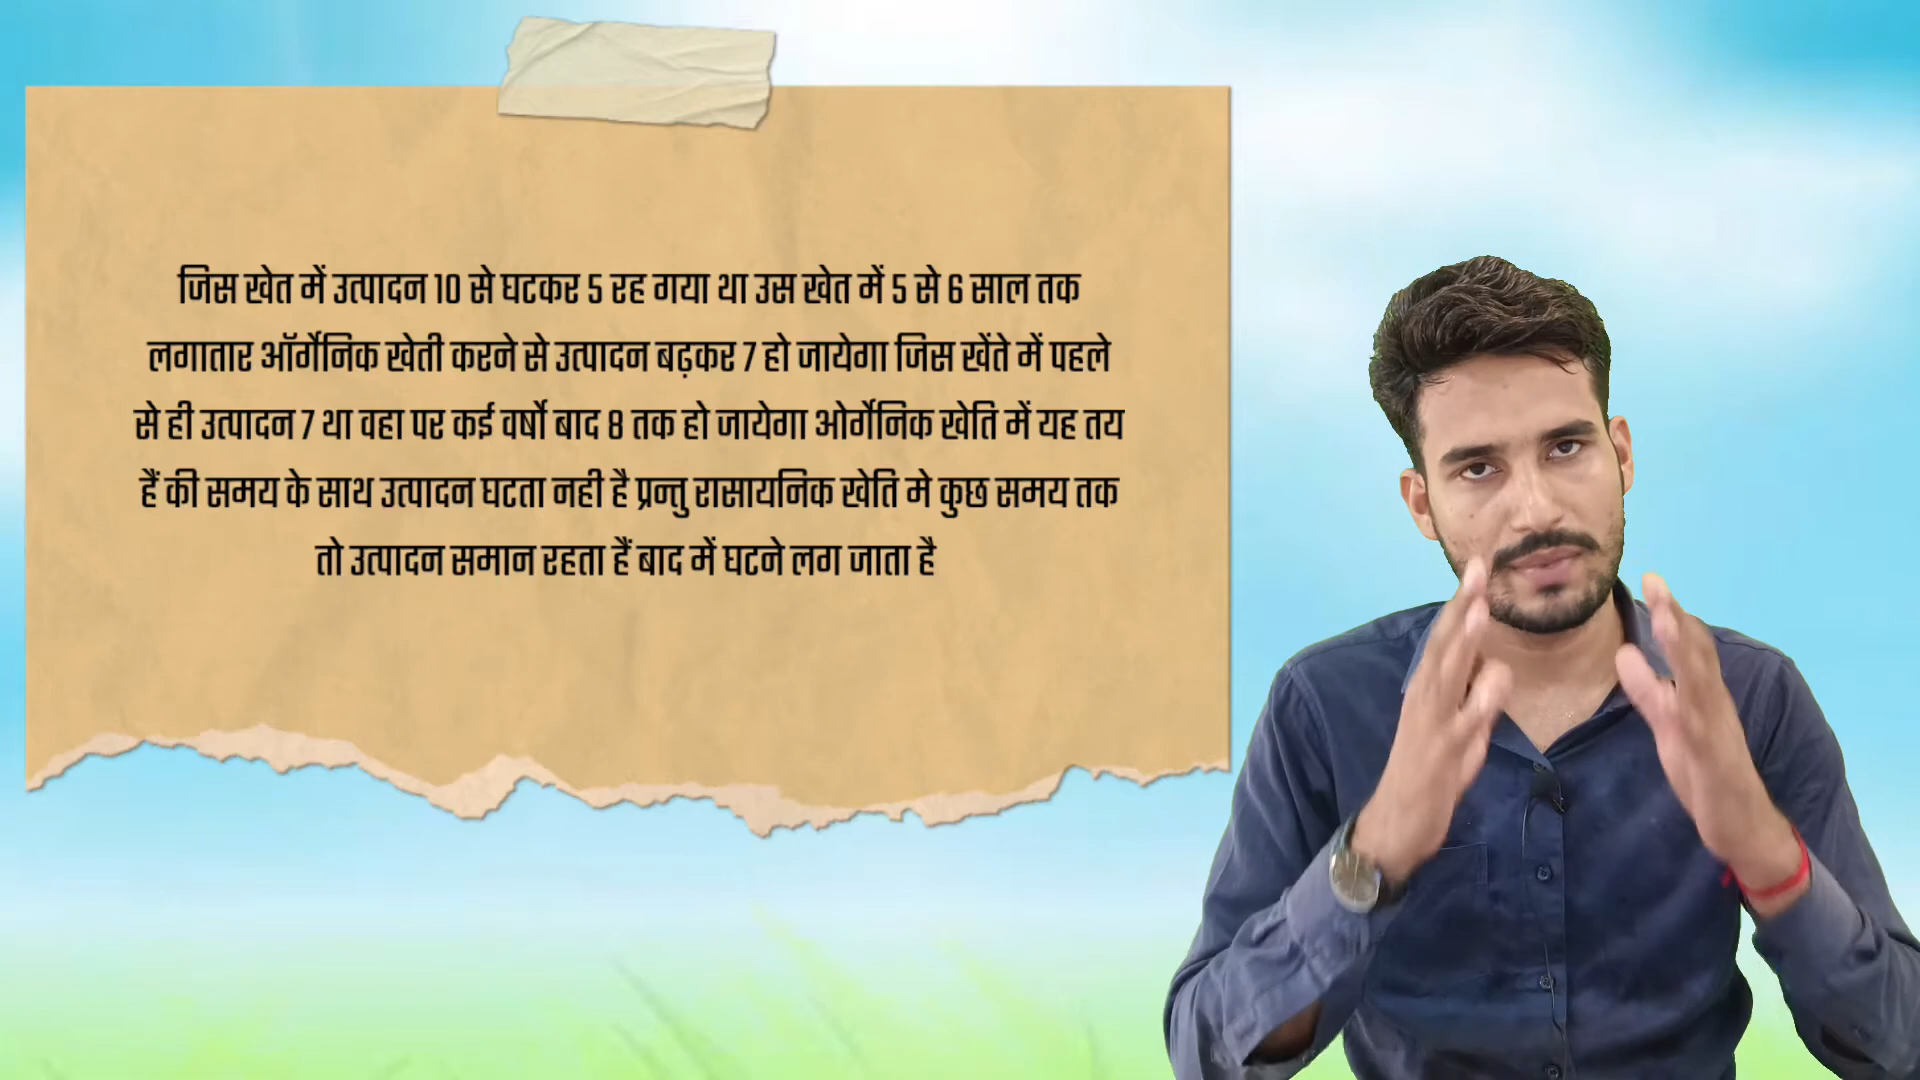 जिस खेत में उत्पादन 10 से घटकर 5 रह गया था उस खेत में 5 से 6 साल तक
लगातार ऑर्गेनिक खेती करने से उत्पादन बढ़कर 7 हो जायेगा जिस खेंते में पहले
से ही उत्पादन 7 था वहा पर कई वर्षो बाद 8 तक हो जायेगा ओर्गेनिक खेति में यह तय
हैं की समय के साथ उत्पादन घटता नही है प्रन्तु रासायनिक खेति मे कुछ समय तक
तो उत्पादन समान रहता हैं बाद में घटने लग जाता है